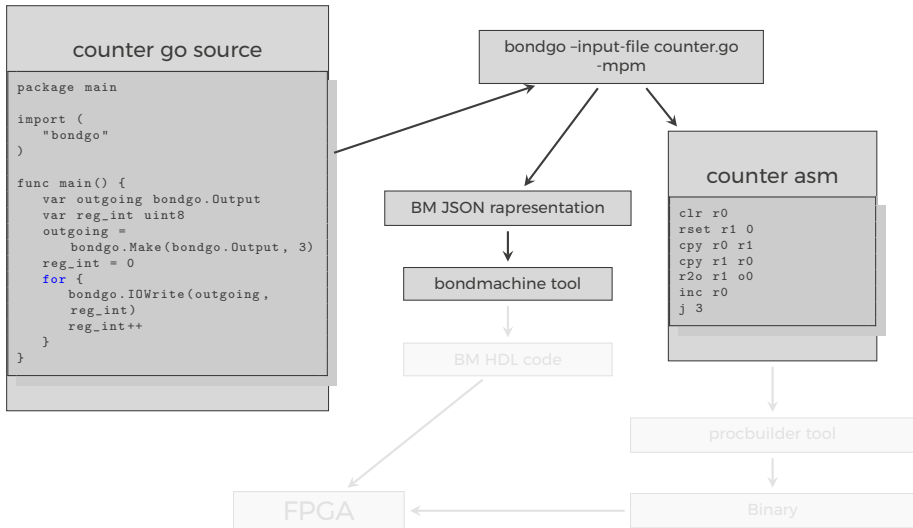 counter go source
package main
import (
"bondgo"
)
func main() {
var outgoing bondgo.Output
var reg_int uint8
outgoing =
bondgo.Make(bondgo.Output, 3)
reg_int = 0
for {
bondgo.IOWrite(outgoing,
reg_int)
reg_int++
}
}
bondgo –input-file counter.go
-mpm
BM JSON rapresentation
bondmachine tool
BM HDL code
FPGA
counter asm
clr r0
rset r1 0
cpy r0 r1
cpy r1 r0
r2o r1 o0
inc r0
j 3
procbuilder tool
Binary